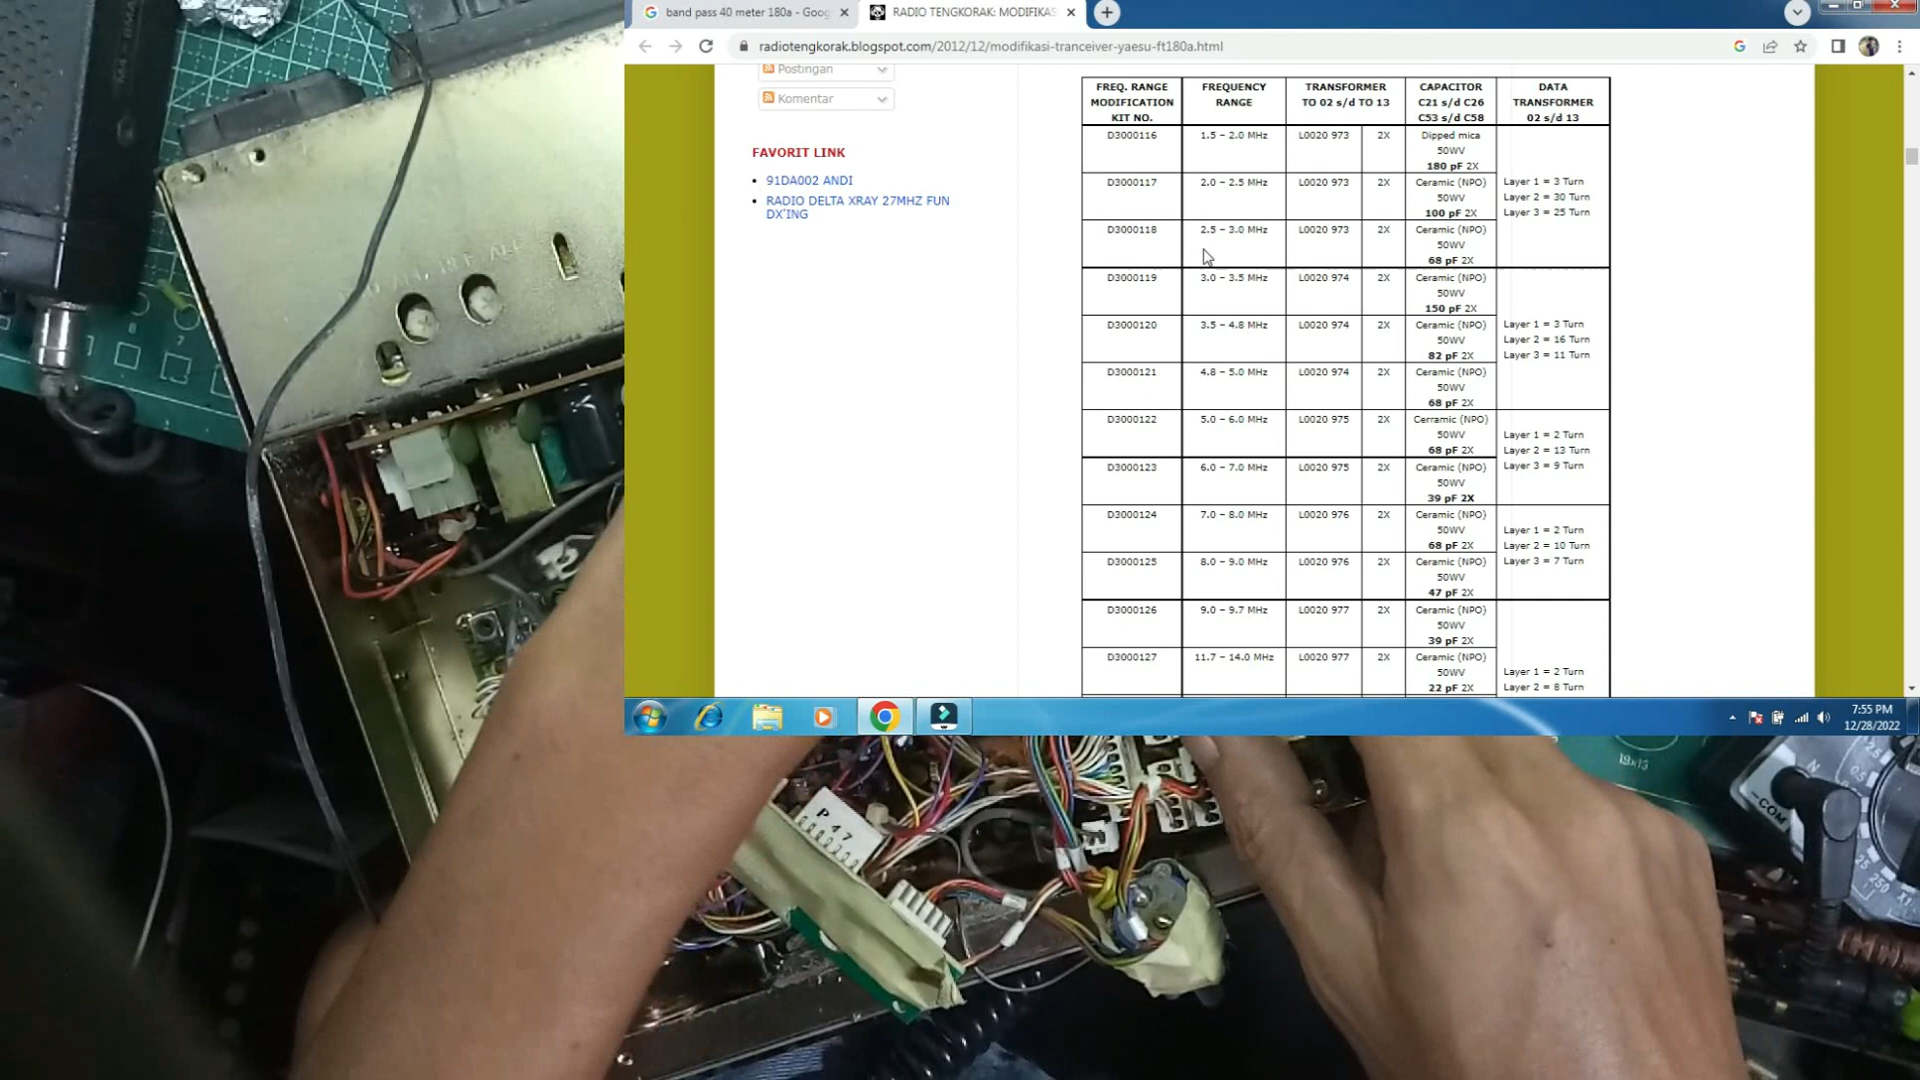 band pass 40 meter 180a - Goog
RADIO TENGKORAK: MODIFIKAS
radiotengkorak.blogspot.com/2012/12/modifikasi-tranceiver-yaesu-ft180a.html
Postingan
Komentar
FAVORIT LINK
91DA002 ANDI
RADIO DELTA XRAY 27MHZ FUN
DX'ING
FREQ. RANGE MODIFICATION KIT NO. FREQUENCY RANGE TRANSFORMER TO 02 s/d TO 13 CAPACITOR C21 s/d C26 C53 s/d C58 DATA TRANSFORMER 02 s/d 13
D3000116 1.5 – 2.0 MHz L0020 973 2X Dipped mica
50WV
180 pF 2X
D3000117 2.0 – 2.5 MHz L0020 973 2X Ceramic (NPO) Layer 1 = 3 Turn
50WV Layer 2 = 30 Turn
100 pF 2X Layer 3 = 25 Turn
D3000118 2.5 – 3.0 MHz L0020 973 2X Ceramic (NPO)
50WV
68 pF 2X
D3000119 3.0 – 3.5 MHz L0020 974 2X Ceramic (NPO)
50WV
150 pF 2X
D3000120 3.5 – 4.8 MHz L0020 974 2X Ceramic (NPO) Layer 1 = 3 Turn
50WV Layer 2 = 16 Turn
82 pF 2X Layer 3 = 11 Turn
D3000121 4.8 – 5.0 MHz L0020 974 2X Ceramic (NPO)
50WV
68 pF 2X
D3000122 5.0 – 6.0 MHz L0020 975 2X Cerramic (NPO)
50WV Layer 1 = 2 Turn
68 pF 2X Layer 2 = 13 Turn
D3000123 6.0 – 7.0 MHz L0020 975 2X Ceramic (NPO) Layer 3 = 9 Turn
50WV
39 pF 2X
D3000124 7.0 – 8.0 MHz L0020 976 2X Ceramic (NPO)
50WV Layer 1 = 2 Turn
68 pF 2X Layer 2 = 10 Turn
D3000125 8.0 – 9.0 MHz L0020 976 2X Ceramic (NPO) Layer 3 = 7 Turn
50WV
47 pF 2X
D3000126 9.0 – 9.7 MHz L0020 977 2X Ceramic (NPO)
50WV
39 pF 2X
D3000127 11.7 – 14.0 MHz L0020 977 2X Ceramic (NPO)
50WV Layer 1 = 2 Turn
22 pF 2X Layer 2 = 8 Turn
7:55 PM
12/28/2022
P47
19x13
N
-COM
2.5
0.5
25
250
X1
8
7